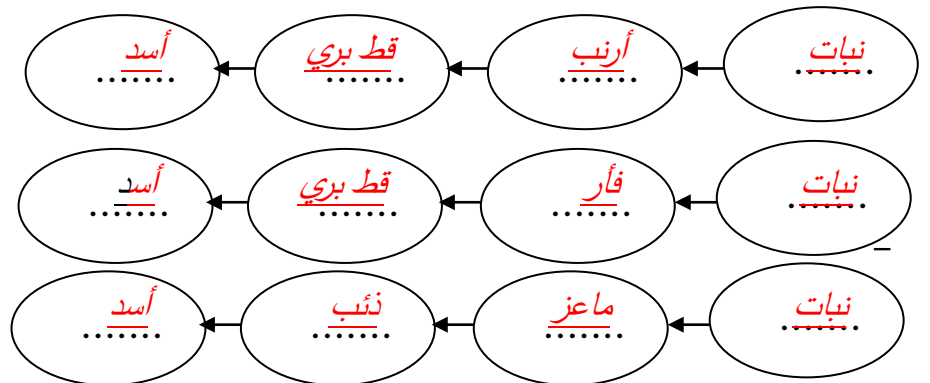 نبات أرنب قط بري أسد
نبات فأر قط بري أسد
نبات ماعز ذئب أسد